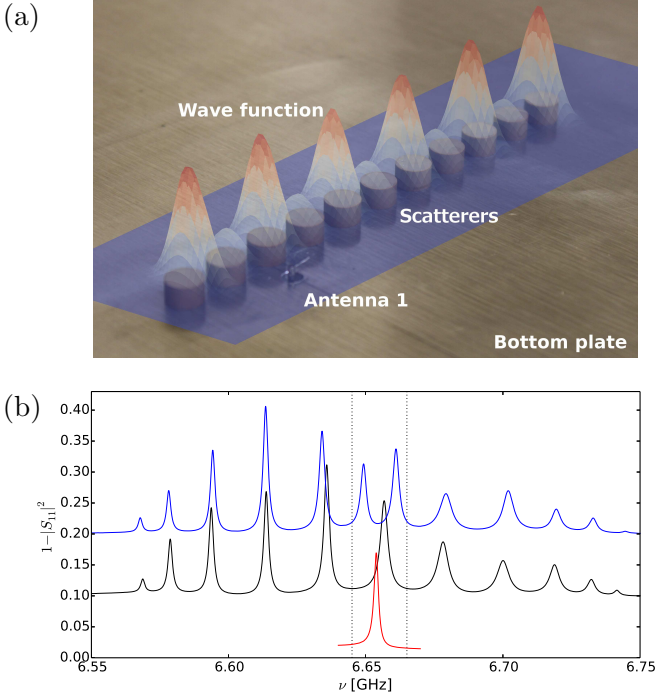 (a)
Wave function
Scatterers
Antenna 1
Bottom plate
(b)
0.40
0.35
0.30
0.25
0.20
0.15
0.10
0.05
0.00
1−|S₁₁|²
6.55
6.60
6.65
6.70
6.75
ν [GHz]